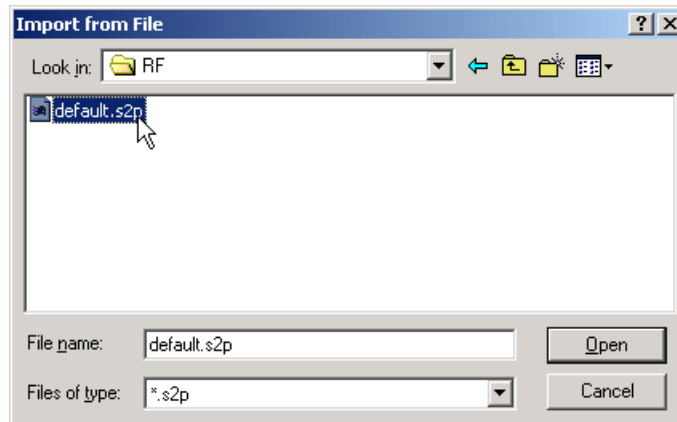 Import from File
Look in: RF
default.s2p
File name: default.s2p
Open
Files of type: *.s2p
Cancel